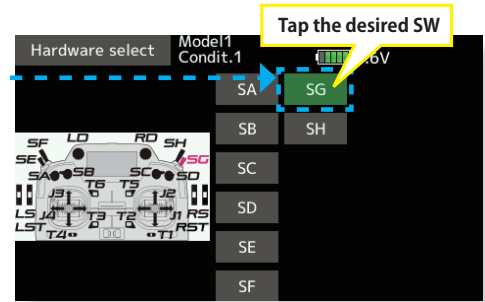 Tap the desired SW
Hardware select
Model1
Condit.1
6V
SA SG
SB SH
SC
SD
SE
SF
SF LD RD SH
SE SG
SA SB SC SD
T6 T5
J3 J2
LS J4 T3 T2 J1 RS
LST T4 T1 RST